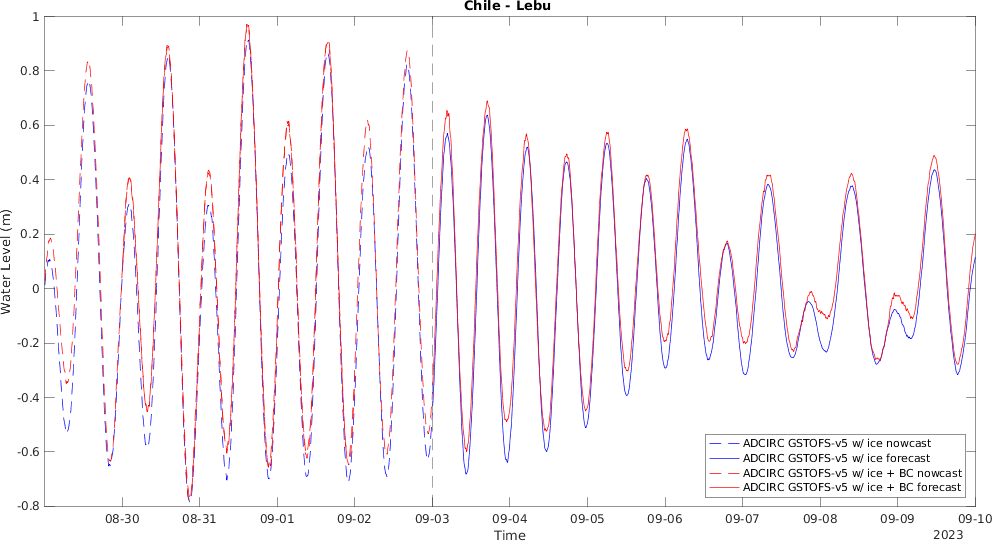 Chile - Lebu
1
0.8
0.6
0.4
0.2
0
-0.2
-0.4
-0.6
-0.8
Water Level (m)
ADCIRC GSTOFS-v5 w/ ice nowcast
ADCIRC GSTOFS-v5 w/ ice forecast
ADCIRC GSTOFS-v5 w/ ice + BC nowcast
ADCIRC GSTOFS-v5 w/ ice + BC forecast
08-30 08-31 09-01 09-02 09-03 09-04 09-05 09-06 09-07 09-08 09-09 09-10
Time
2023